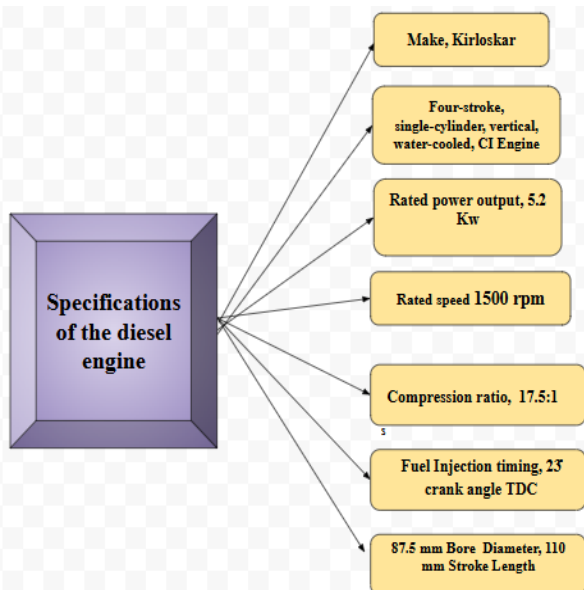 Make, Kirloskar
Four-stroke,
single-cylinder, vertical,
water-cooled, CI Engine
Rated power output, 5.2
Kw
Specifications
of the diesel
engine
Rated speed 1500 rpm
Compression ratio, 17.5:1
s
Fuel Injection timing, 23°
crank angle TDC
87.5 mm Bore Diameter, 110
mm Stroke Length